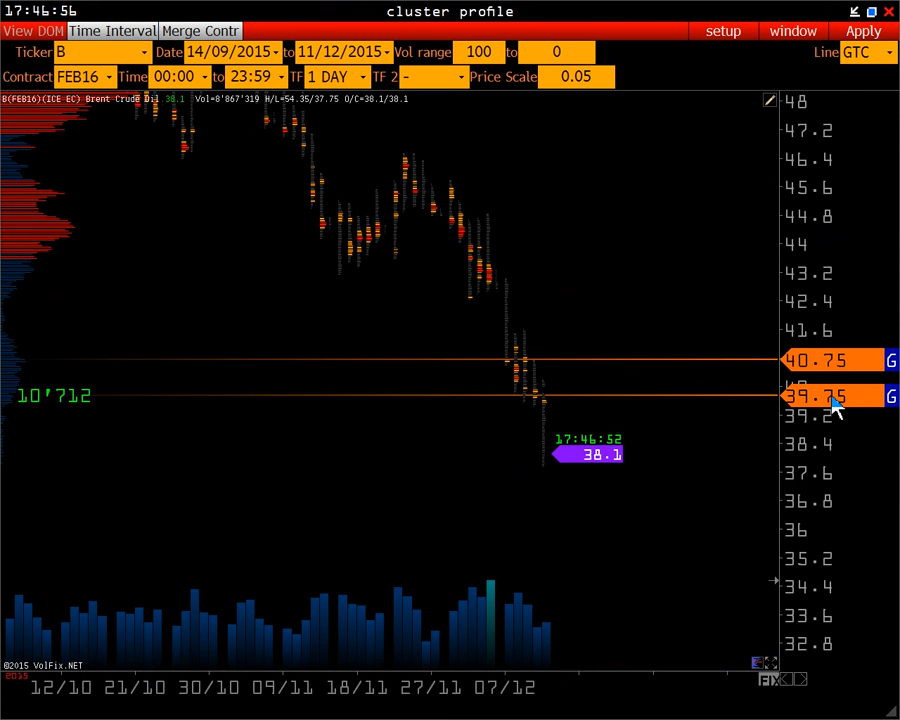 17:46:56 cluster profile
View DOM Time Interval Merge Contr setup window Apply
Ticker B Date 14/09/2015 to 11/12/2015 Vol range 100 to 0 Line GTC
Contract FEB16 Time 00:00 to 23:59 TF 1 DAY TF 2 - Price Scale 0.05
B(FEB16)(ICE EC) Brent Crude Oil 38.1 Vol=8'867'319 H/L=54.35/37.75 O/C=38.1/38.1
48
47.2
46.4
45.6
44.8
44
43.2
42.4
41.6
40.75 G
10'712 39.75 G
39.2
17:46:52 38.4
38.1
37.6
36.8
36
35.2
34.4
33.6
32.8
©2015 VolFix.NET
2015
12/10 21/10 30/10 09/11 18/11 27/11 07/12 FIX